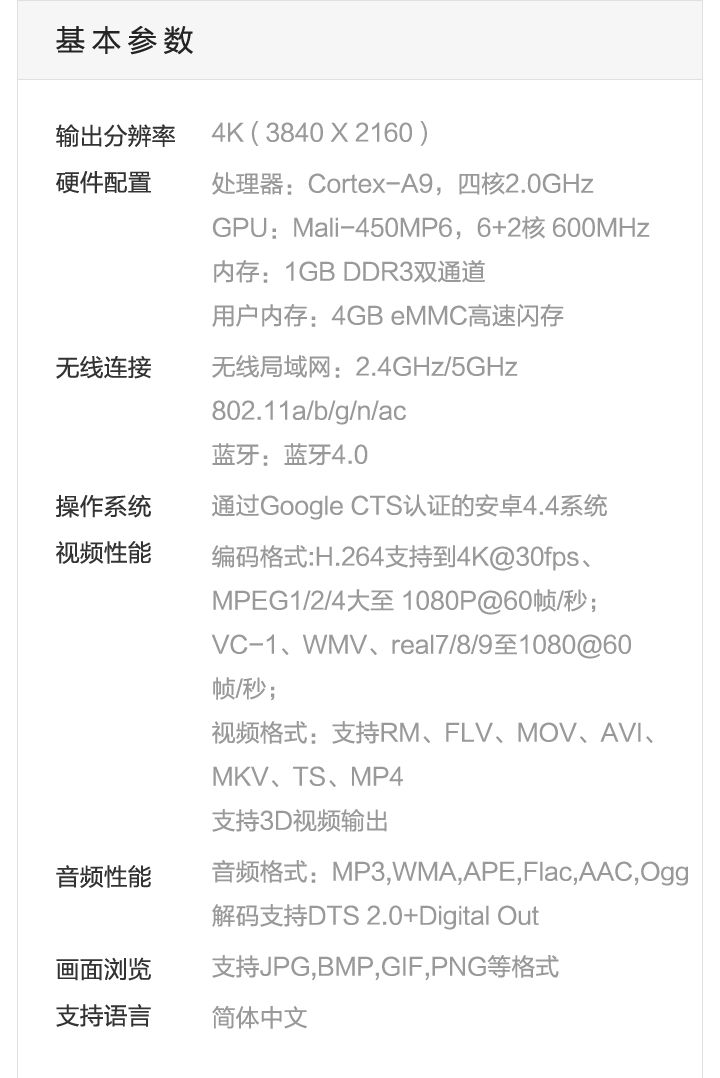 基本参数
输出分辨率 4K ( 3840 X 2160 )
硬件配置 处理器：Cortex-A9，四核2.0GHz
GPU：Mali-450MP6，6+2核 600MHz
内存：1GB DDR3双通道
用户内存：4GB eMMC高速闪存
无线连接 无线局域网：2.4GHz/5GHz
802.11a/b/g/n/ac
蓝牙：蓝牙4.0
操作系统 通过Google CTS认证的安卓4.4系统
视频性能 编码格式:H.264支持到4K@30fps、
MPEG1/2/4大至 1080P@60帧/秒；
VC-1、WMV、real7/8/9至1080@60
帧/秒；
视频格式：支持RM、FLV、MOV、AVI、
MKV、TS、MP4
支持3D视频输出
音频性能 音频格式：MP3,WMA,APE,Flac,AAC,Ogg
解码支持DTS 2.0+Digital Out
画面浏览 支持JPG,BMP,GIF,PNG等格式
支持语言 简体中文